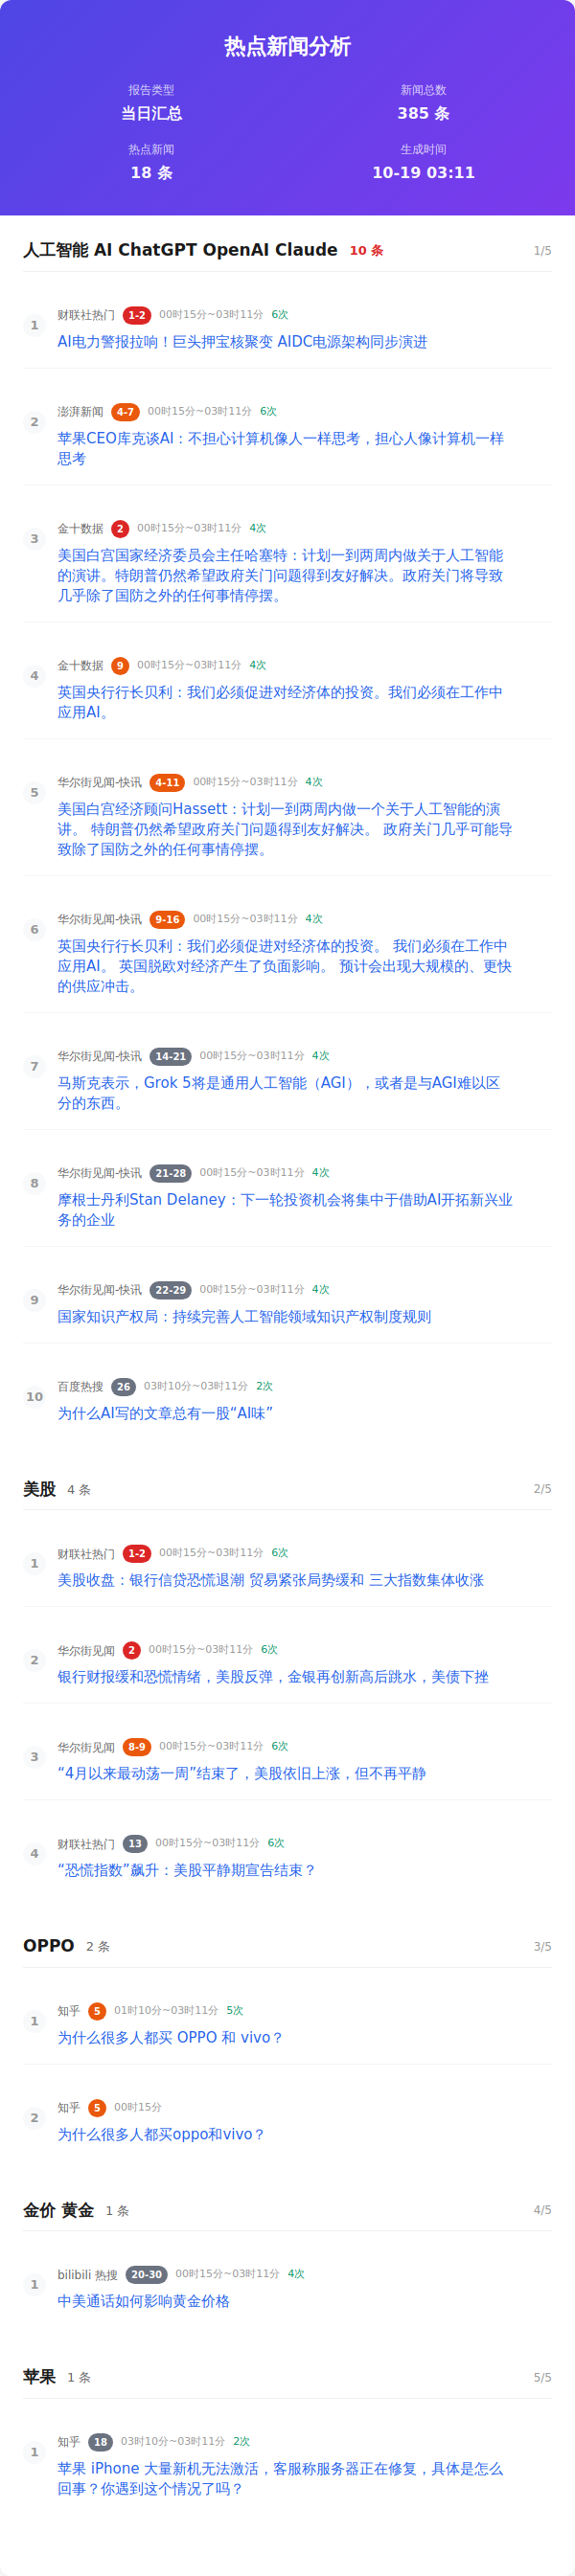 热点新闻分析
报告类型
新闻总数
当日汇总
385 条
热点新闻
生成时间
18 条
10-19 03:11
人工智能 AI ChatGPT OpenAI Claude 10 条 1/5
1 财联社热门 1-2 00时15分~03时11分 6次
AI电力警报拉响！巨头押宝核聚变 AIDC电源架构同步演进
2 澎湃新闻 4-7 00时15分~03时11分 6次
苹果CEO库克谈AI：不担心计算机像人一样思考，担心人像计算机一样
思考
3 金十数据 2 00时15分~03时11分 4次
美国白宫国家经济委员会主任哈塞特：计划一到两周内做关于人工智能
的演讲。特朗普仍然希望政府关门问题得到友好解决。政府关门将导致
几乎除了国防之外的任何事情停摆。
4 金十数据 9 00时15分~03时11分 4次
英国央行行长贝利：我们必须促进对经济体的投资。我们必须在工作中
应用AI。
5 华尔街见闻-快讯 4-11 00时15分~03时11分 4次
美国白宫经济顾问Hassett：计划一到两周内做一个关于人工智能的演
讲。 特朗普仍然希望政府关门问题得到友好解决。 政府关门几乎可能导
致除了国防之外的任何事情停摆。
6 华尔街见闻-快讯 9-16 00时15分~03时11分 4次
英国央行行长贝利：我们必须促进对经济体的投资。 我们必须在工作中
应用AI。 英国脱欧对经济产生了负面影响。 预计会出现大规模的、更快
的供应冲击。
7 华尔街见闻-快讯 14-21 00时15分~03时11分 4次
马斯克表示，Grok 5将是通用人工智能（AGI），或者是与AGI难以区
分的东西。
8 华尔街见闻-快讯 21-28 00时15分~03时11分 4次
摩根士丹利Stan Delaney：下一轮投资机会将集中于借助AI开拓新兴业
务的企业
9 华尔街见闻-快讯 22-29 00时15分~03时11分 4次
国家知识产权局：持续完善人工智能领域知识产权制度规则
10 百度热搜 26 03时10分~03时11分 2次
为什么AI写的文章总有一股“AI味”
美股 4 条 2/5
1 财联社热门 1-2 00时15分~03时11分 6次
美股收盘：银行信贷恐慌退潮 贸易紧张局势缓和 三大指数集体收涨
2 华尔街见闻 2 00时15分~03时11分 6次
银行财报缓和恐慌情绪，美股反弹，金银再创新高后跳水，美债下挫
3 华尔街见闻 8-9 00时15分~03时11分 6次
“4月以来最动荡一周”结束了，美股依旧上涨，但不再平静
4 财联社热门 13 00时15分~03时11分 6次
“恐慌指数”飙升：美股平静期宣告结束？
OPPO 2 条 3/5
1 知乎 5 01时10分~03时11分 5次
为什么很多人都买 OPPO 和 vivo？
2 知乎 5 00时15分
为什么很多人都买oppo和vivo？
金价 黄金 1 条 4/5
1 bilibili 热搜 20-30 00时15分~03时11分 4次
中美通话如何影响黄金价格
苹果 1 条 5/5
1 知乎 18 03时10分~03时11分 2次
苹果 iPhone 大量新机无法激活，客服称服务器正在修复，具体是怎么
回事？你遇到这个情况了吗？